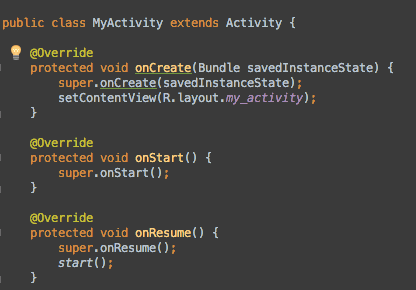 public class MyActivity extends Activity {
@Override
protected void onCreate(Bundle savedInstanceState) {
super.onCreate(savedInstanceState);
setContentView(R.layout.my_activity);
}
@Override
protected void onStart() {
super.onStart();
}
@Override
protected void onResume() {
super.onResume();
start();
}